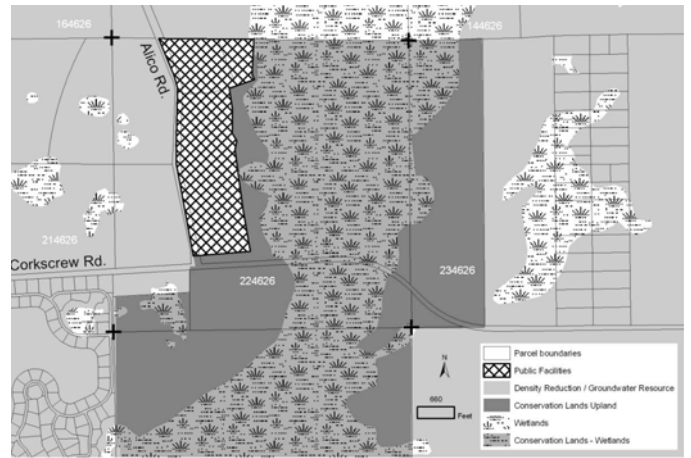 164626
144626
Alico Rd.
214626
Corkscrew Rd.
224626
234626
N
660
Feet
Parcel boundaries
Public Facilities
Density Reduction / Groundwater Resource
Conservation Lands Upland
Wetlands
Conservation Lands - Wetlands